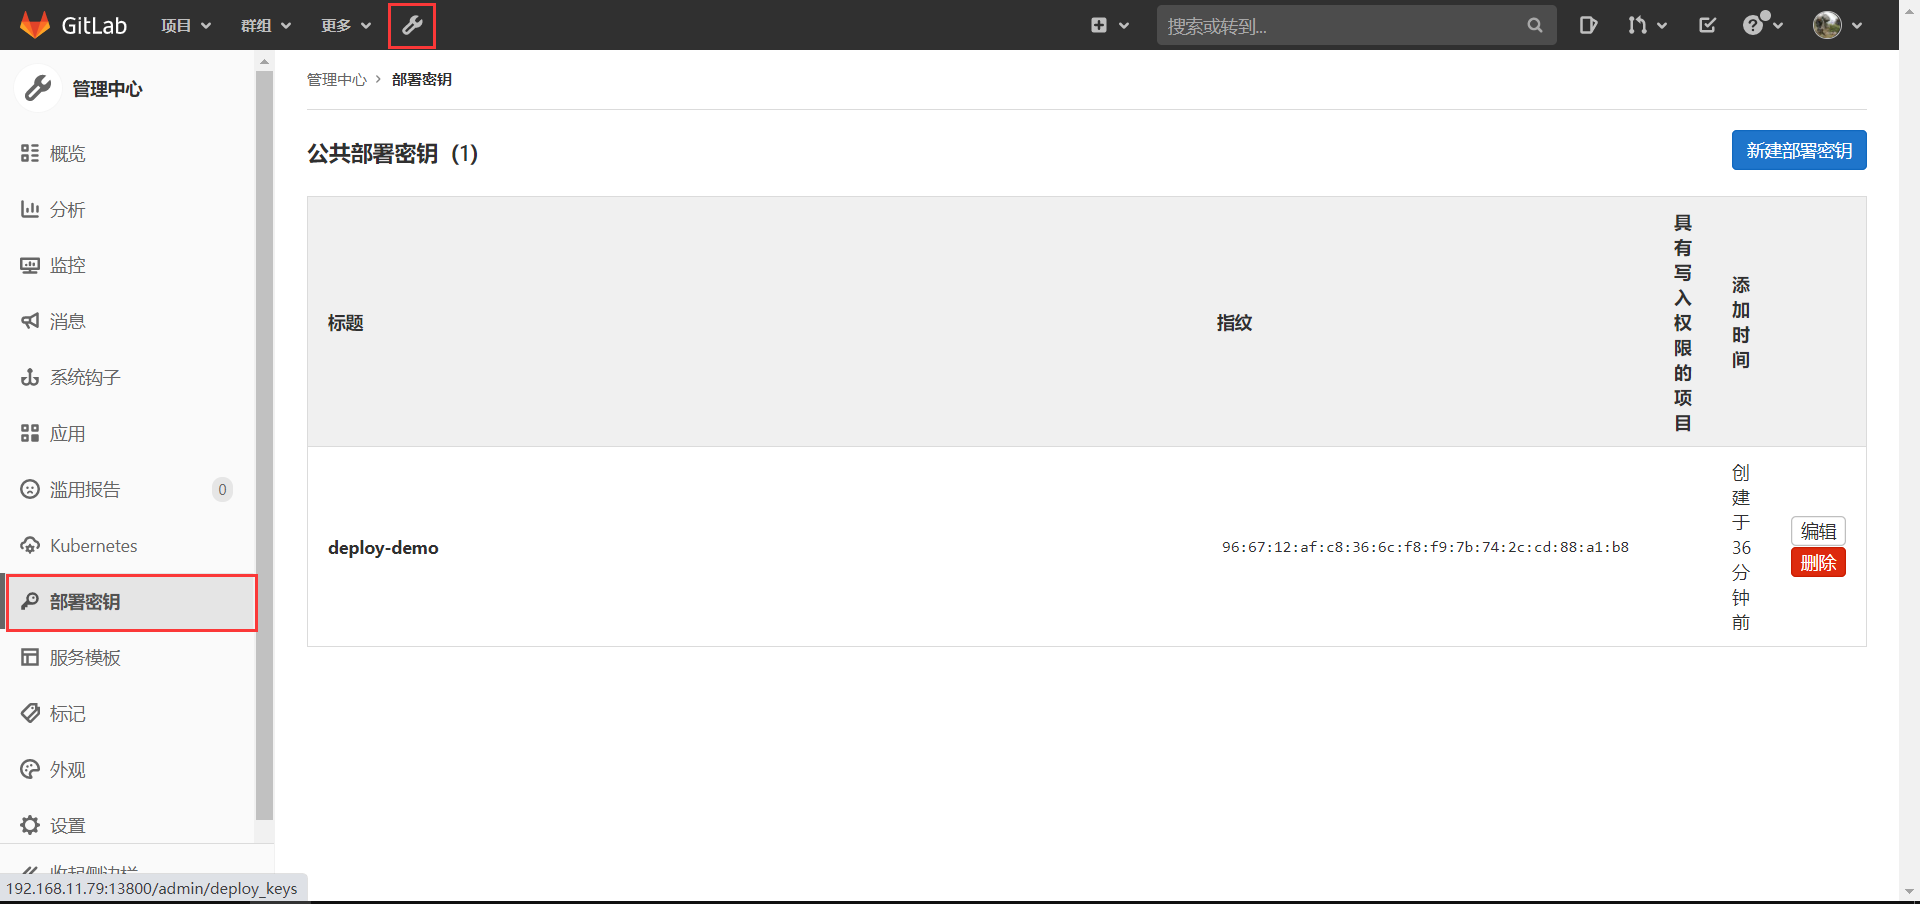 GitLab 项目 群组 更多 搜索或转到...
管理中心
概览
分析
监控
消息
系统钩子
应用
滥用报告 0
Kubernetes
部署密钥
服务模板
标记
外观
设置
收起侧边栏
192.168.11.79:13800/admin/deploy_keys
管理中心 › 部署密钥
公共部署密钥 (1)
新建部署密钥
标题 指纹 具有写入权限的项目 添加时间
deploy-demo 96:67:12:af:c8:36:6c:f8:f9:7b:74:2c:cd:88:a1:b8 创建于36分钟前
编辑
删除